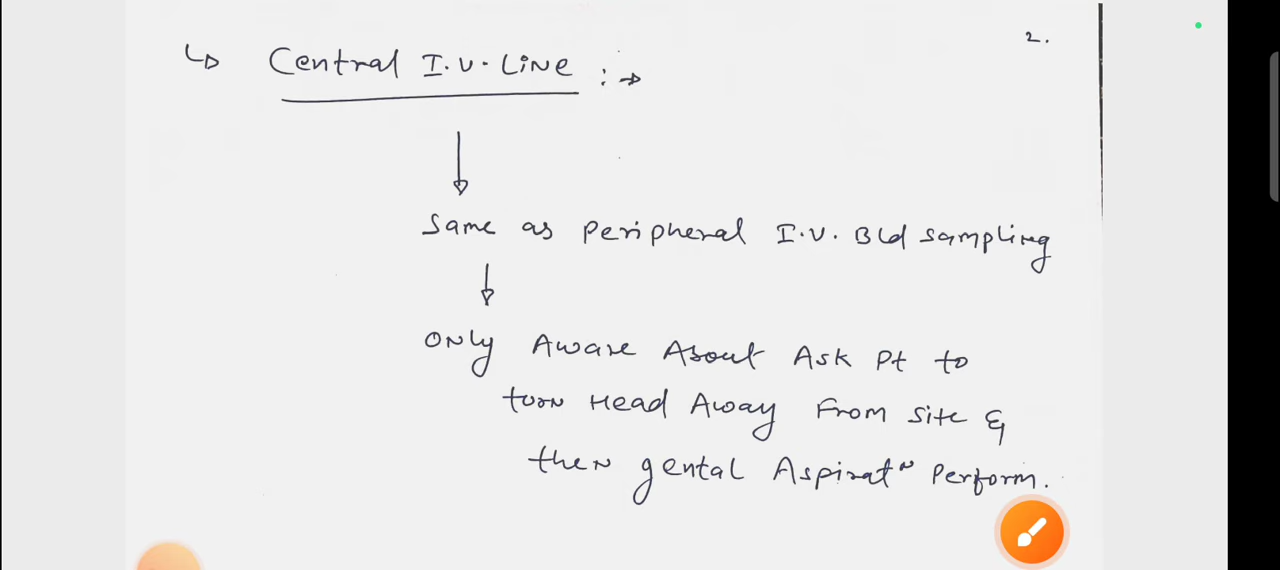 2.
↳ Central I.V. Line :→
↓
Same as peripheral I.V. Bld sampling
↓
Only Aware About Ask Pt to
turn Head Away From site &
then gental Aspiratⁿ Perform.